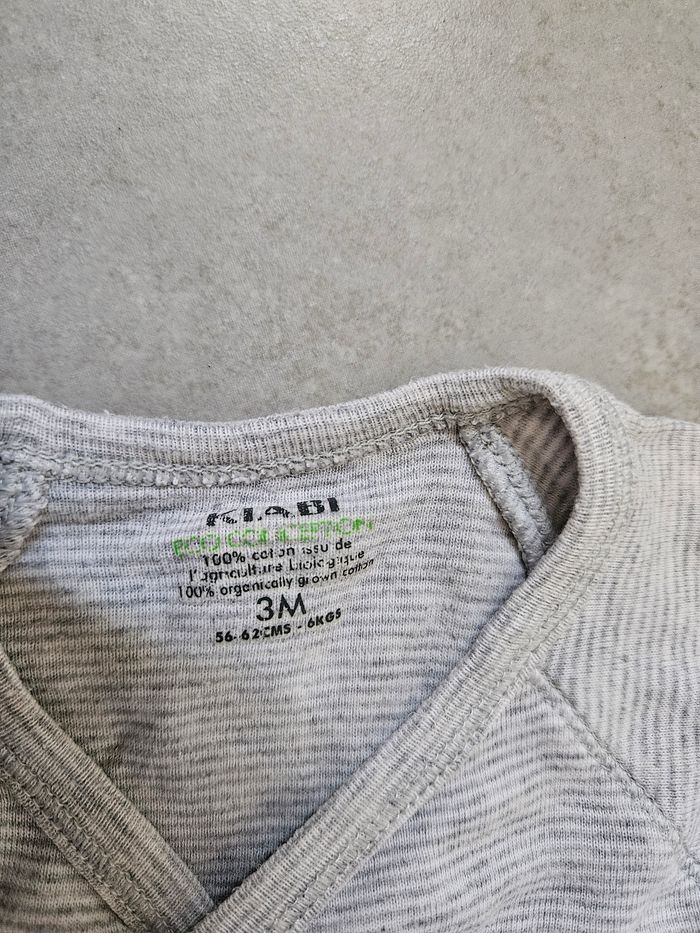 KIABI
ECO CONCEPTION
100% coton issu de
l'agriculture biologique
100% organically grown cotton
3M
56-62CMS - 6KGS